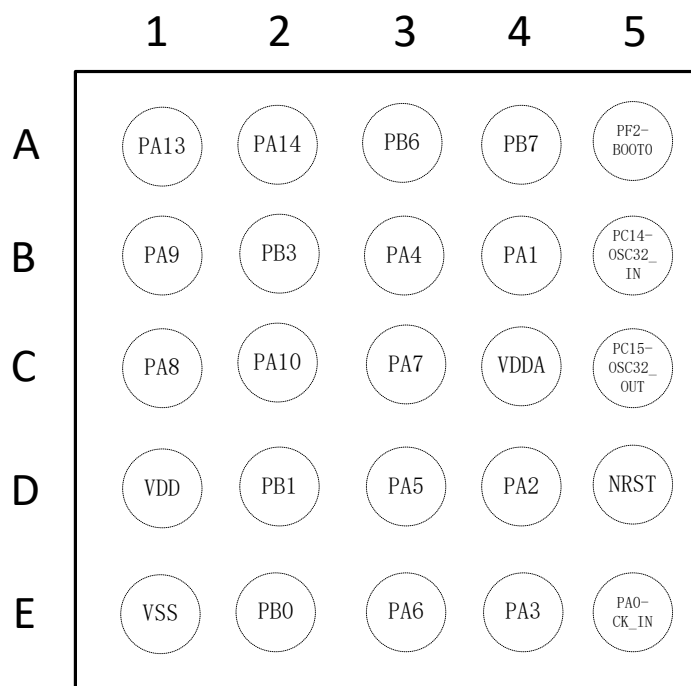 1 2 3 4 5
A PA13 PA14 PB6 PB7 PF2-
BOOT0
B PA9 PB3 PA4 PA1 PC14-
OSC32_
IN
C PA8 PA10 PA7 VDDA PC15-
OSC32_
OUT
D VDD PB1 PA5 PA2 NRST
E VSS PB0 PA6 PA3 PA0-
CK_IN